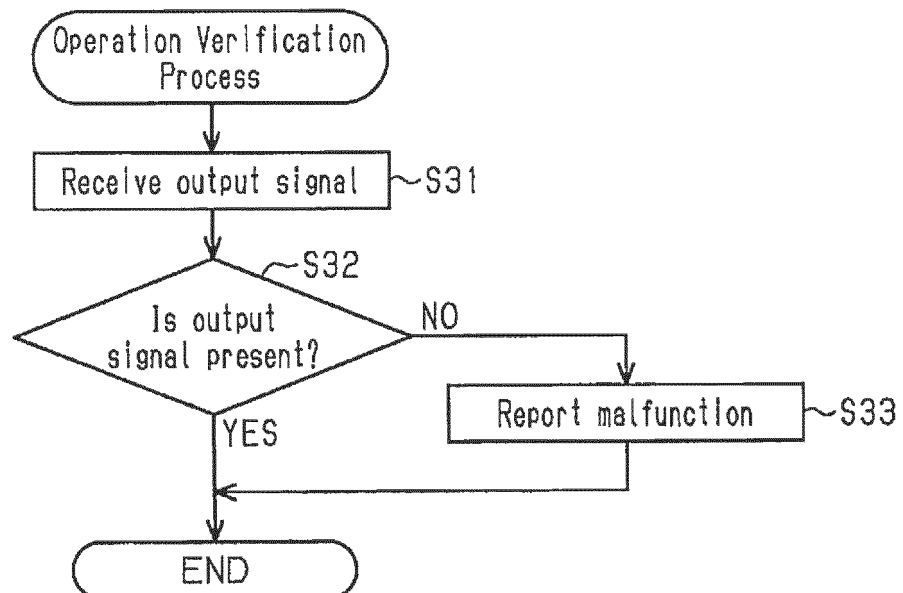 Operation Verification
Process
Receive output signal
S31
S32
Is output
signal present?
NO
YES
Report malfunction
S33
END